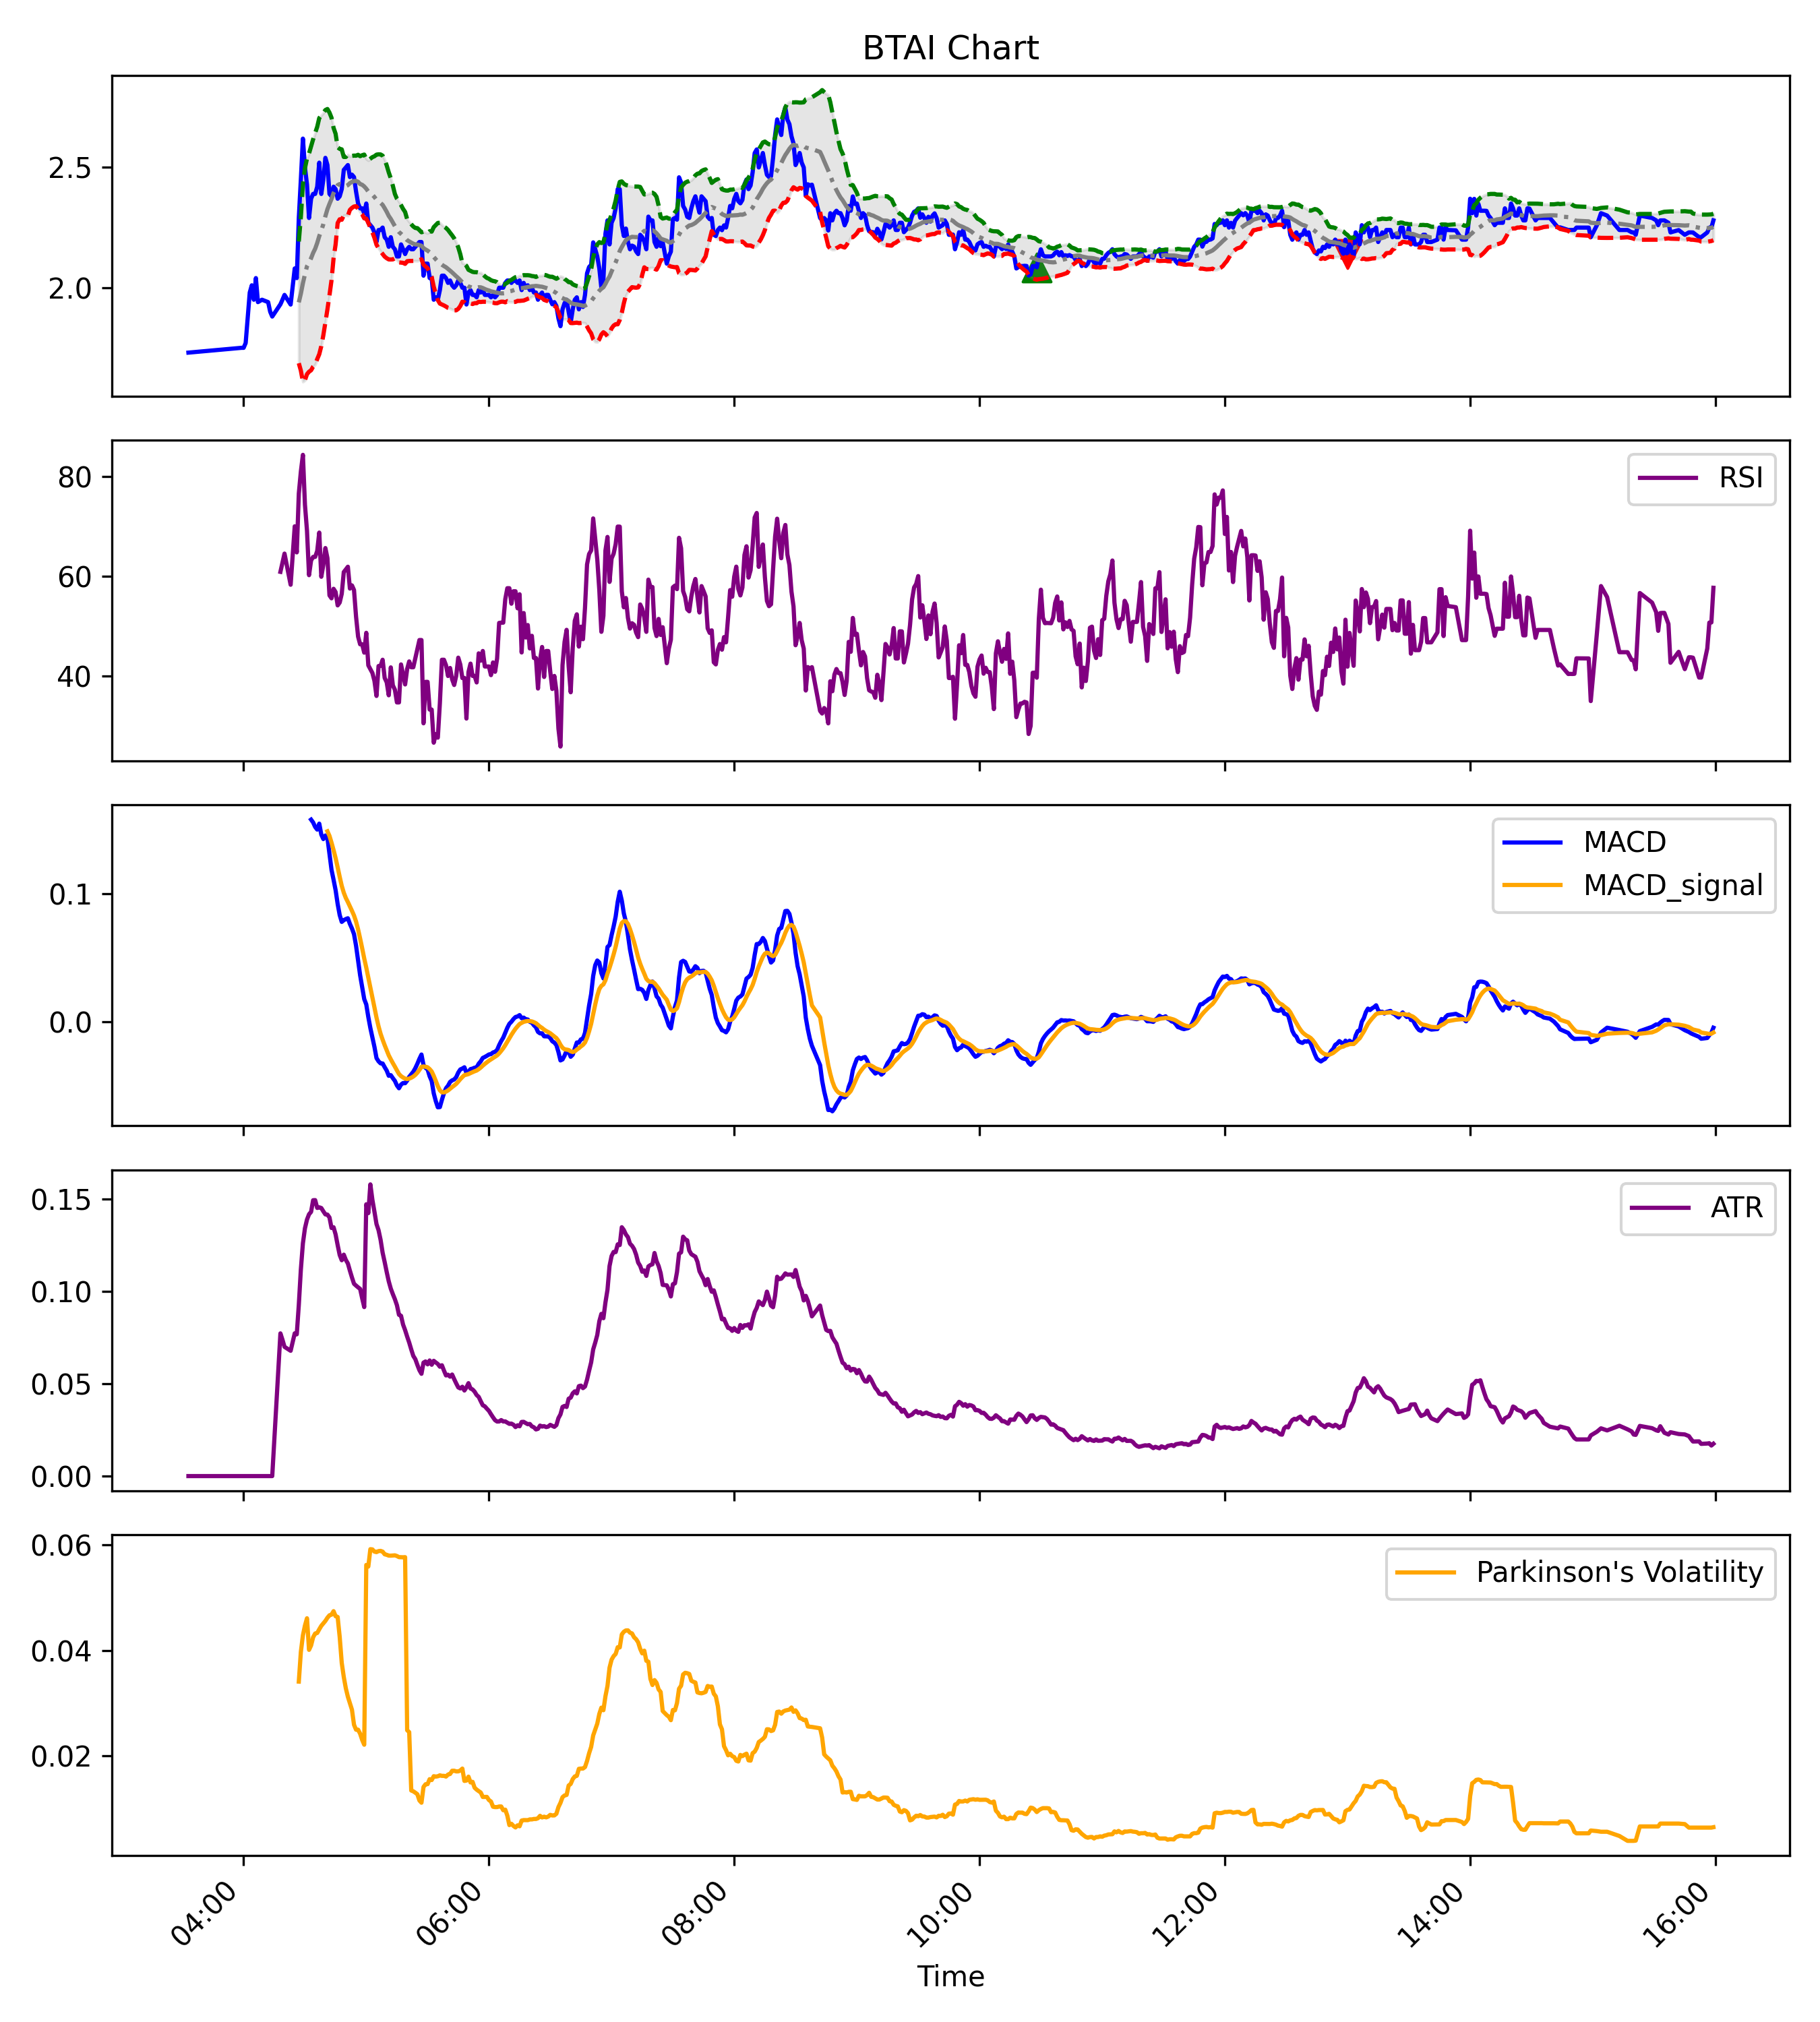 BTAI Chart
2.5
2.0
RSI
80
60
40
MACD
MACD_signal
0.1
0.0
ATR
0.15
0.10
0.05
0.00
Parkinson's Volatility
0.06
0.04
0.02
04:00 06:00 08:00 10:00 12:00 14:00 16:00
Time